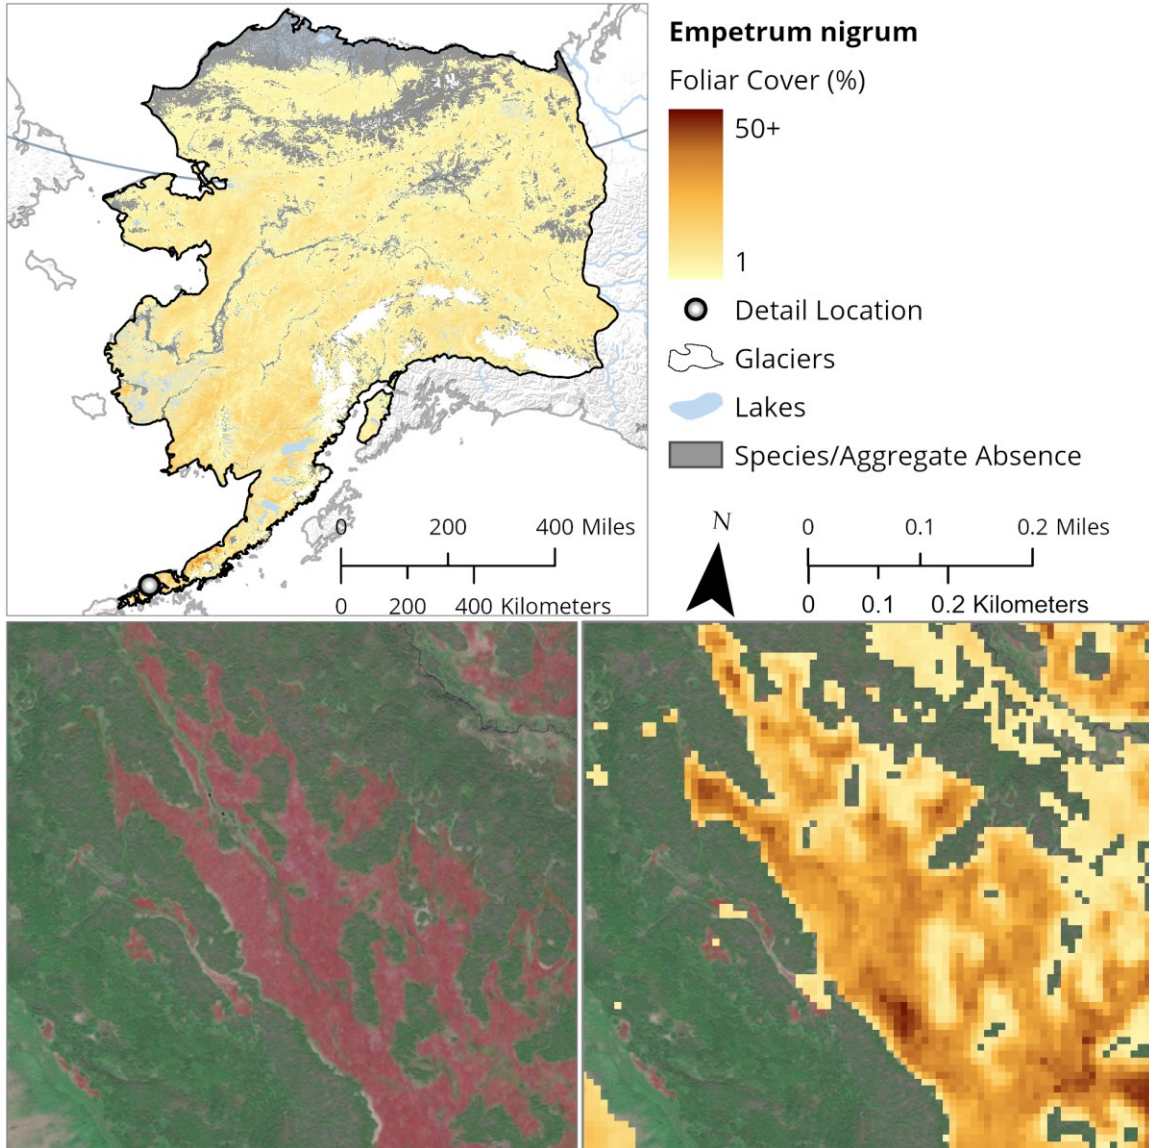 Empetrum nigrum
Foliar Cover (%)
50+
1
Detail Location
Glaciers
Lakes
Species/Aggregate Absence
0 200 400 Miles
0 200 400 Kilometers
N
0 0.1 0.2 Miles
0 0.1 0.2 Kilometers